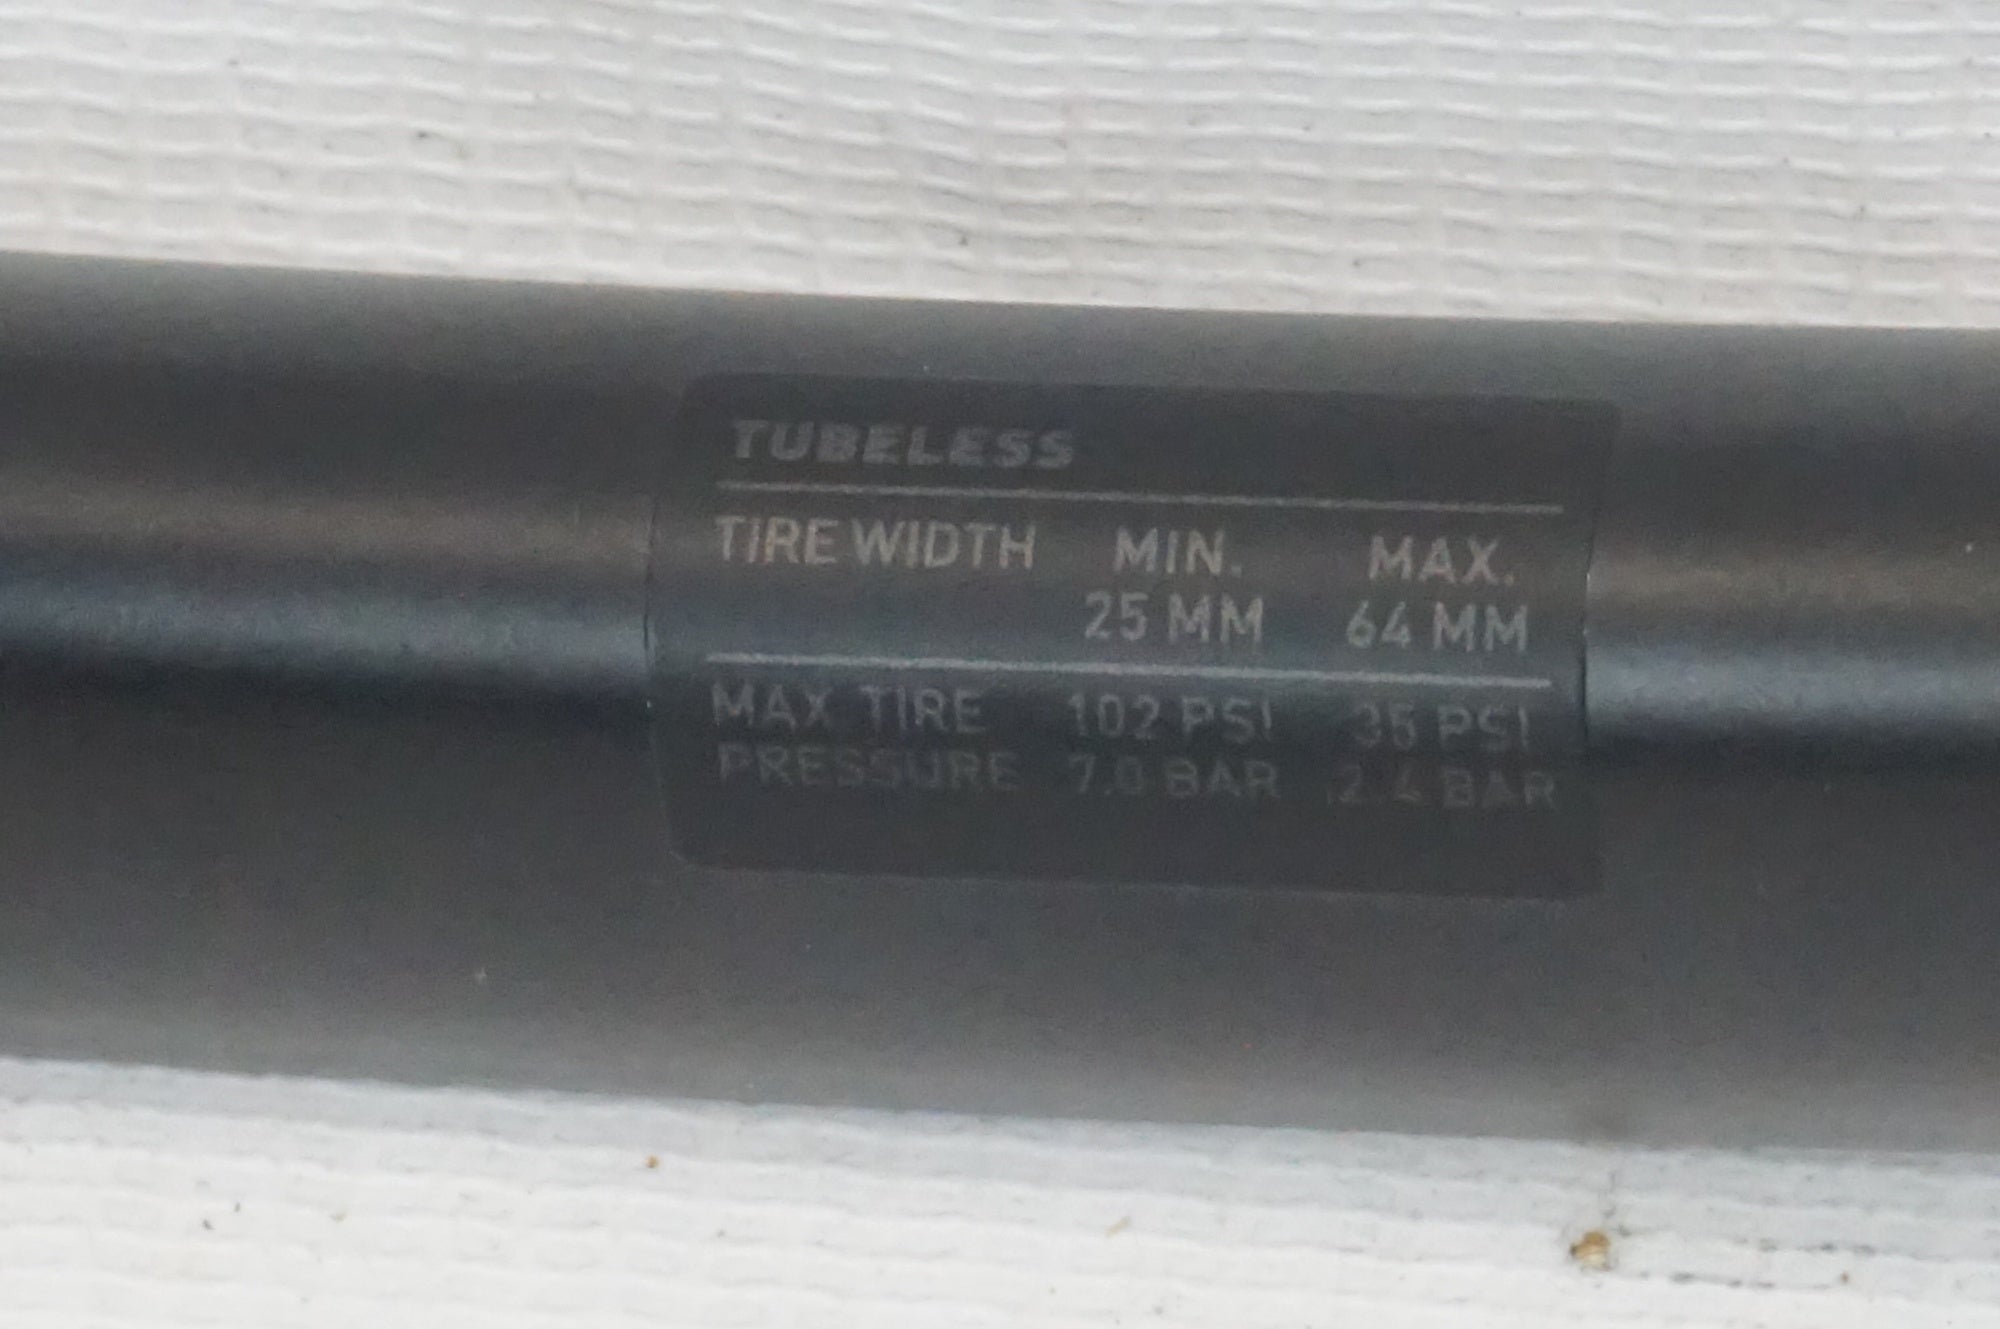 TUBELESS
TIRE WIDTH MIN. MAX.
25 MM 64 MM
MAX TIRE 102 PSI 35 PSI
PRESSURE 7.0 BAR 2.4 BAR